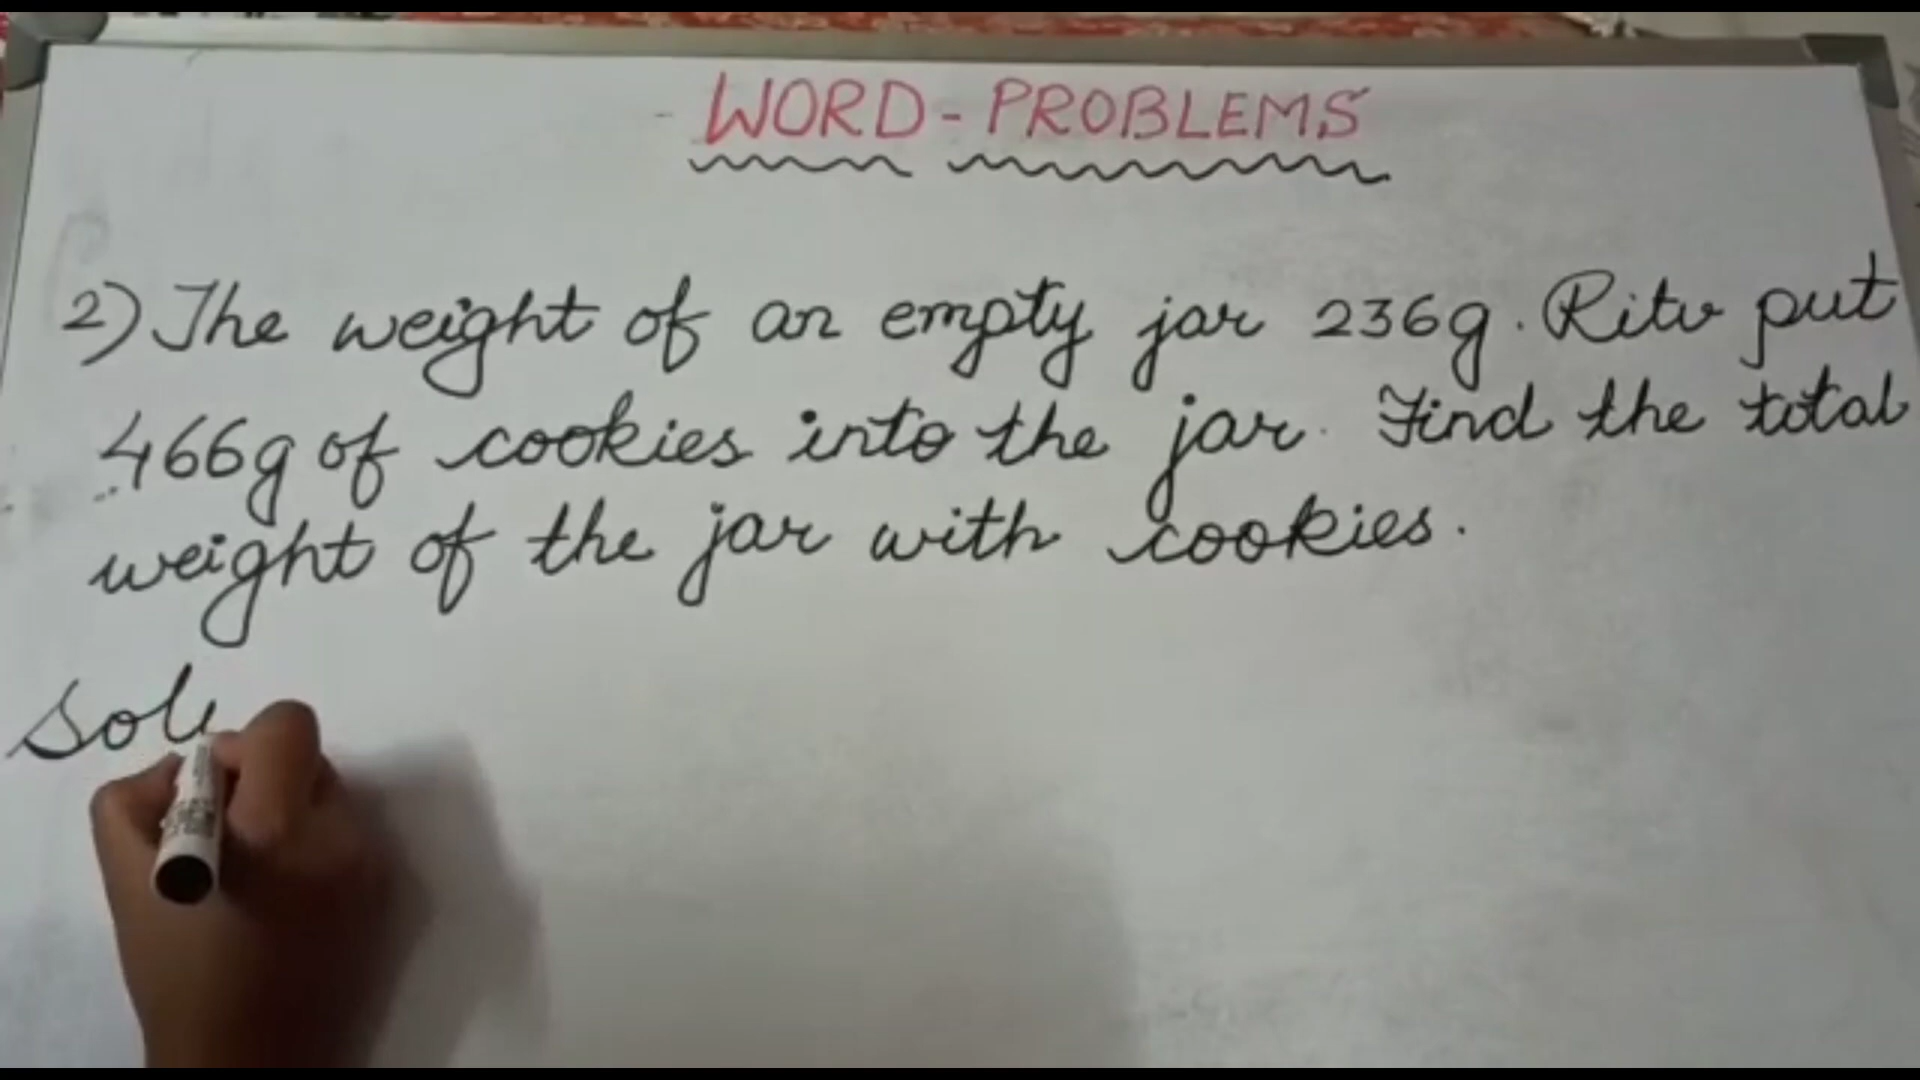 WORD - PROBLEMS
2) The weight of an empty jar 236g. Ritu put
466g of cookies into the jar. Find the total
weight of the jar with cookies.